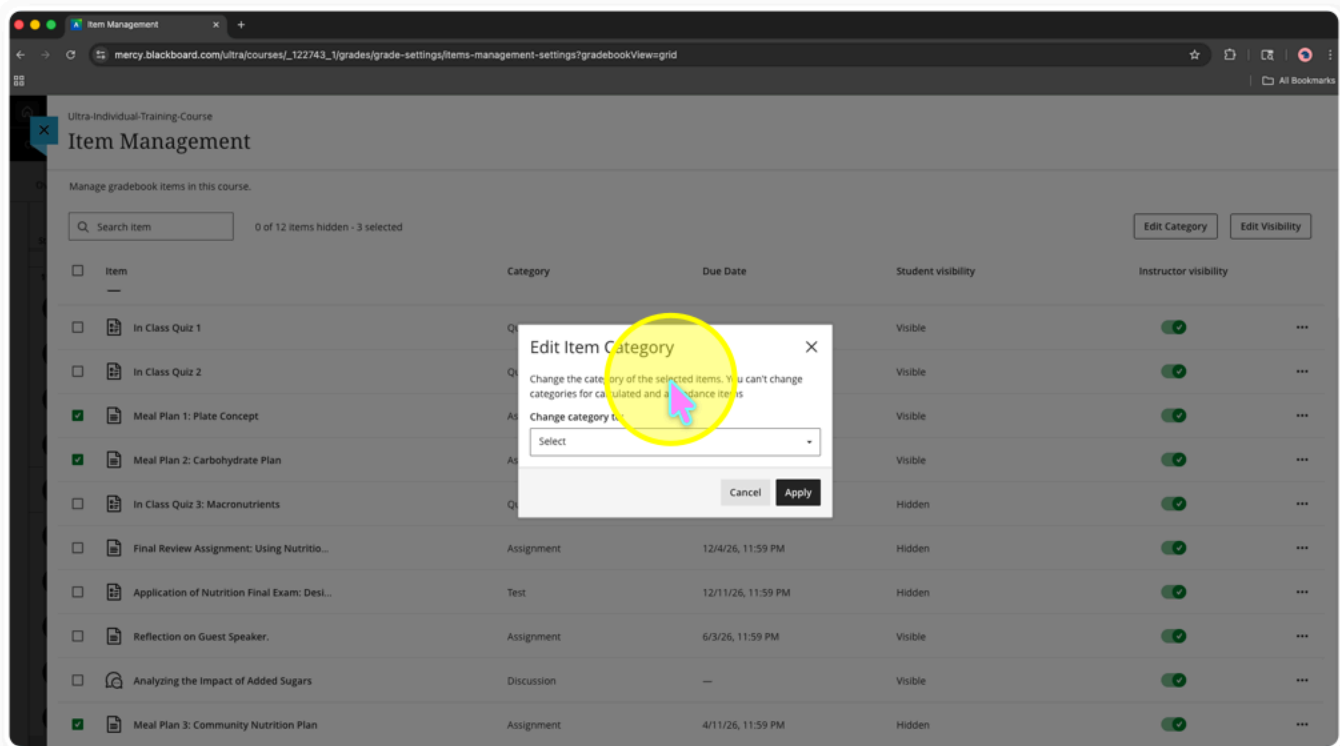 Item Management
mercy.blackboard.com/ultra/courses/_122743_1/grades/grade-settings/items-management-settings?gradebookView=grid
All Bookmarks
Ultra-Individual-Training-Course
Item Management
Manage gradebook items in this course.
Search item
0 of 12 items hidden - 3 selected
Edit Category
Edit Visibility
Item
Category
Due Date
Student visibility
Instructor visibility
In Class Quiz 1
Visible
In Class Quiz 2
Visible
Meal Plan 1: Plate Concept
Visible
Meal Plan 2: Carbohydrate Plan
Visible
In Class Quiz 3: Macronutrients
Hidden
Edit Item Category
Change the category of the selected items. You can't change
categories for calculated and attendance items
Change category to:
Select
Cancel
Apply
Final Review Assignment: Using Nutritio...
Assignment
12/4/26, 11:59 PM
Hidden
Application of Nutrition Final Exam: Desi...
Test
12/11/26, 11:59 PM
Hidden
Reflection on Guest Speaker.
Assignment
6/3/26, 11:59 PM
Visible
Analyzing the Impact of Added Sugars
Discussion
—
Visible
Meal Plan 3: Community Nutrition Plan
Assignment
4/11/26, 11:59 PM
Hidden